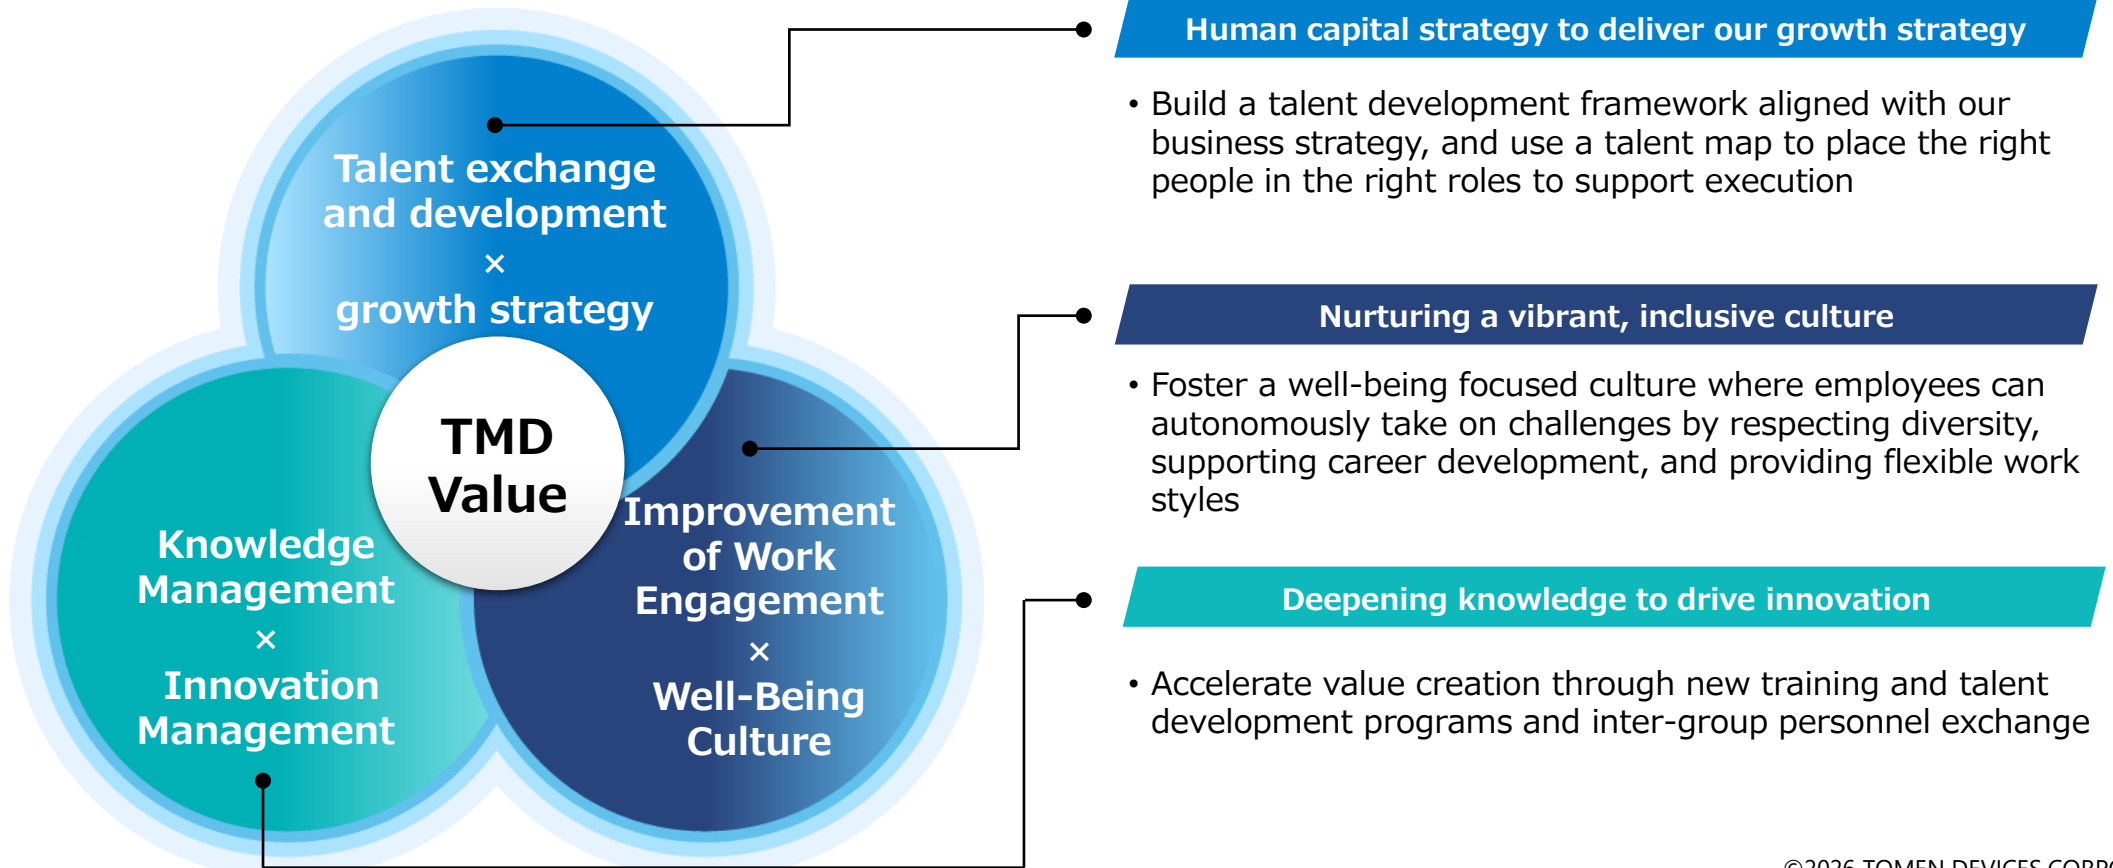 Talent exchange
and development
×
growth strategy
TMD
Value
Knowledge
Management
×
Innovation
Management
Improvement
of Work
Engagement
×
Well-Being
Culture
Human capital strategy to deliver our growth strategy
• Build a talent development framework aligned with our
business strategy, and use a talent map to place the right
people in the right roles to support execution
Nurturing a vibrant, inclusive culture
• Foster a well-being focused culture where employees can
autonomously take on challenges by respecting diversity,
supporting career development, and providing flexible work
styles
Deepening knowledge to drive innovation
• Accelerate value creation through new training and talent
development programs and inter-group personnel exchange
©2026 TOMEN DEVICES